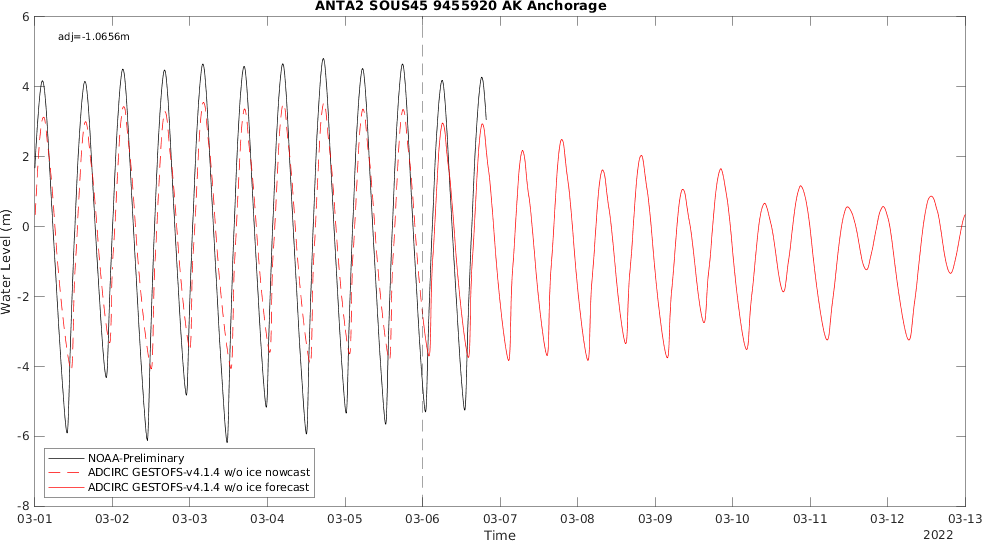 ANTA2 SOUS45 9455920 AK Anchorage
adj=-1.0656m
6
4
2
0
-2
-4
-6
-8
Water Level (m)
NOAA-Preliminary
ADCIRC GESTOFS-v4.1.4 w/o ice nowcast
ADCIRC GESTOFS-v4.1.4 w/o ice forecast
03-01 03-02 03-03 03-04 03-05 03-06 03-07 03-08 03-09 03-10 03-11 03-12 03-13
Time
2022